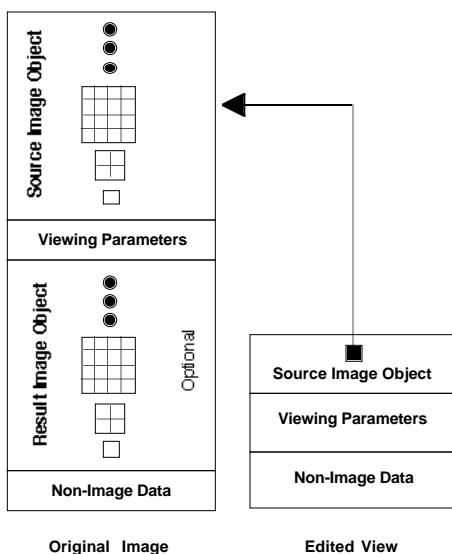 Source Image Object
Viewing Parameters
Result Image Object
Optional
Non-Image Data
Original Image
Source Image Object
Viewing Parameters
Non-Image Data
Edited View